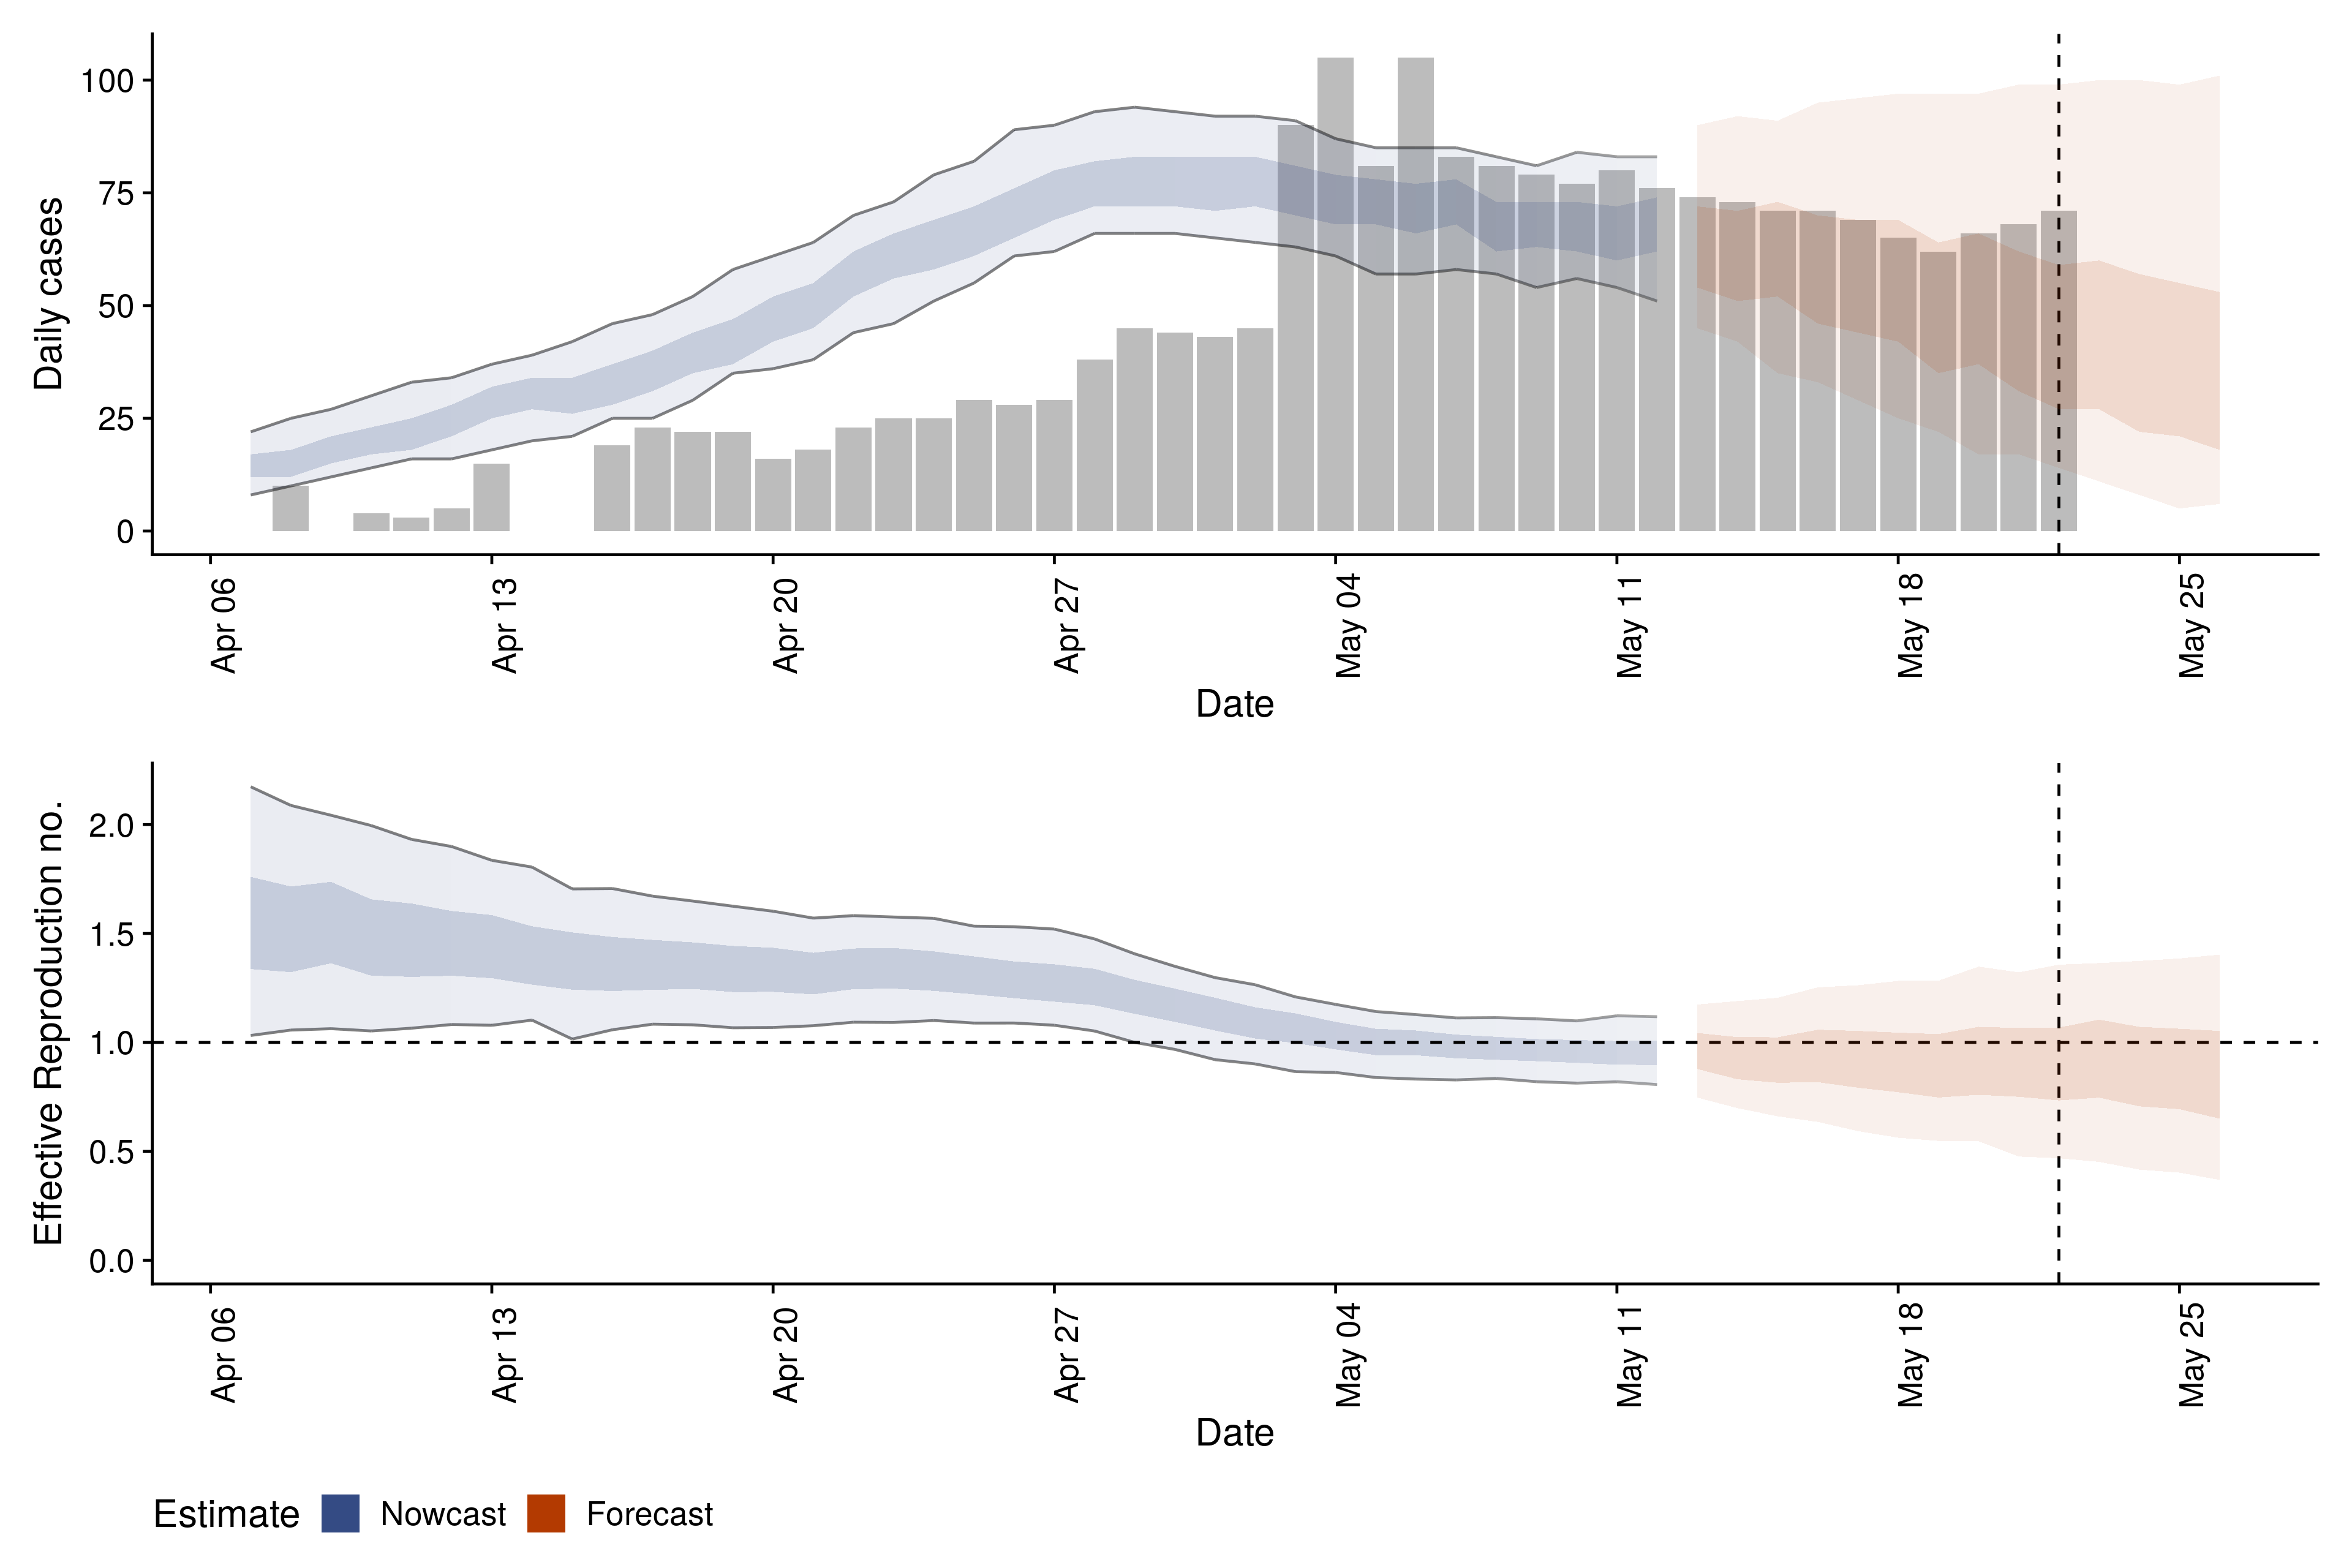 Daily cases
100
75
50
25
0
Apr 06
Apr 13
Apr 20
Apr 27
May 04
May 11
May 18
May 25
Date
Effective Reproduction no.
2.0
1.5
1.0
0.5
0.0
Apr 06
Apr 13
Apr 20
Apr 27
May 04
May 11
May 18
May 25
Date
Estimate Nowcast Forecast